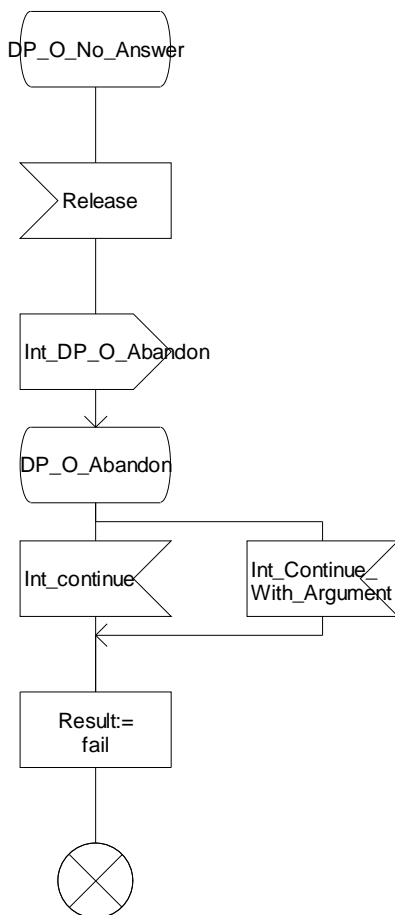 DP_O_No_Answer
Release
Int_DP_O_Abandon
DP_O_Abandon
Int_continue
Int_Continue_
With_Argument
Result:=
fail